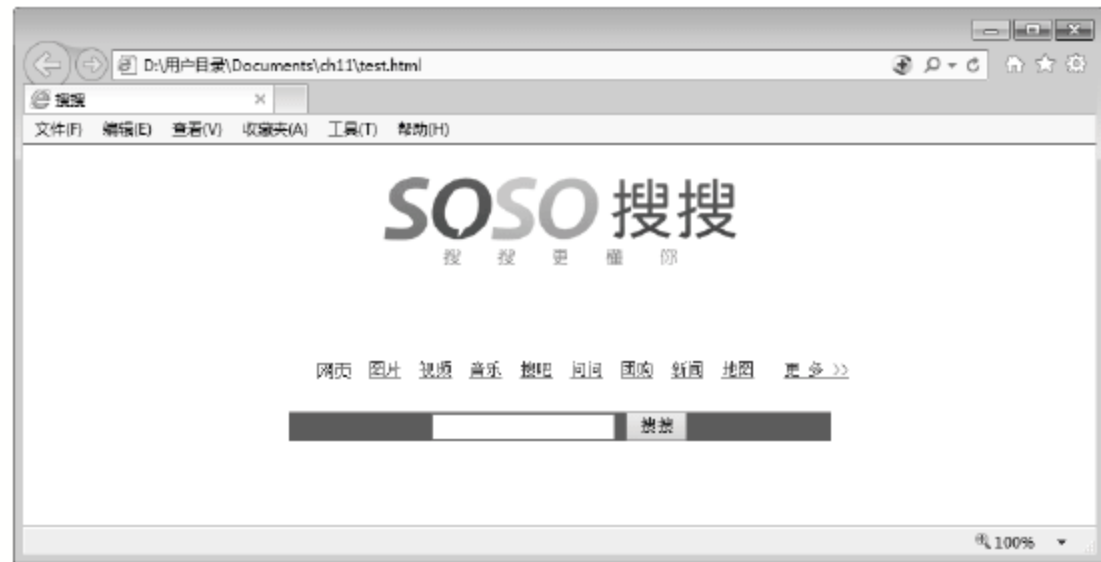 D:\用户目录\Documents\ch11\test.html
搜搜
文件(F) 编辑(E) 查看(V) 收藏夹(A) 工具(T) 帮助(H)
SOSO 搜搜
搜 搜 更 懂 你
网页 图片 视频 音乐 搜吧 问问 团购 新闻 地图 更 多 >>
搜搜
100%